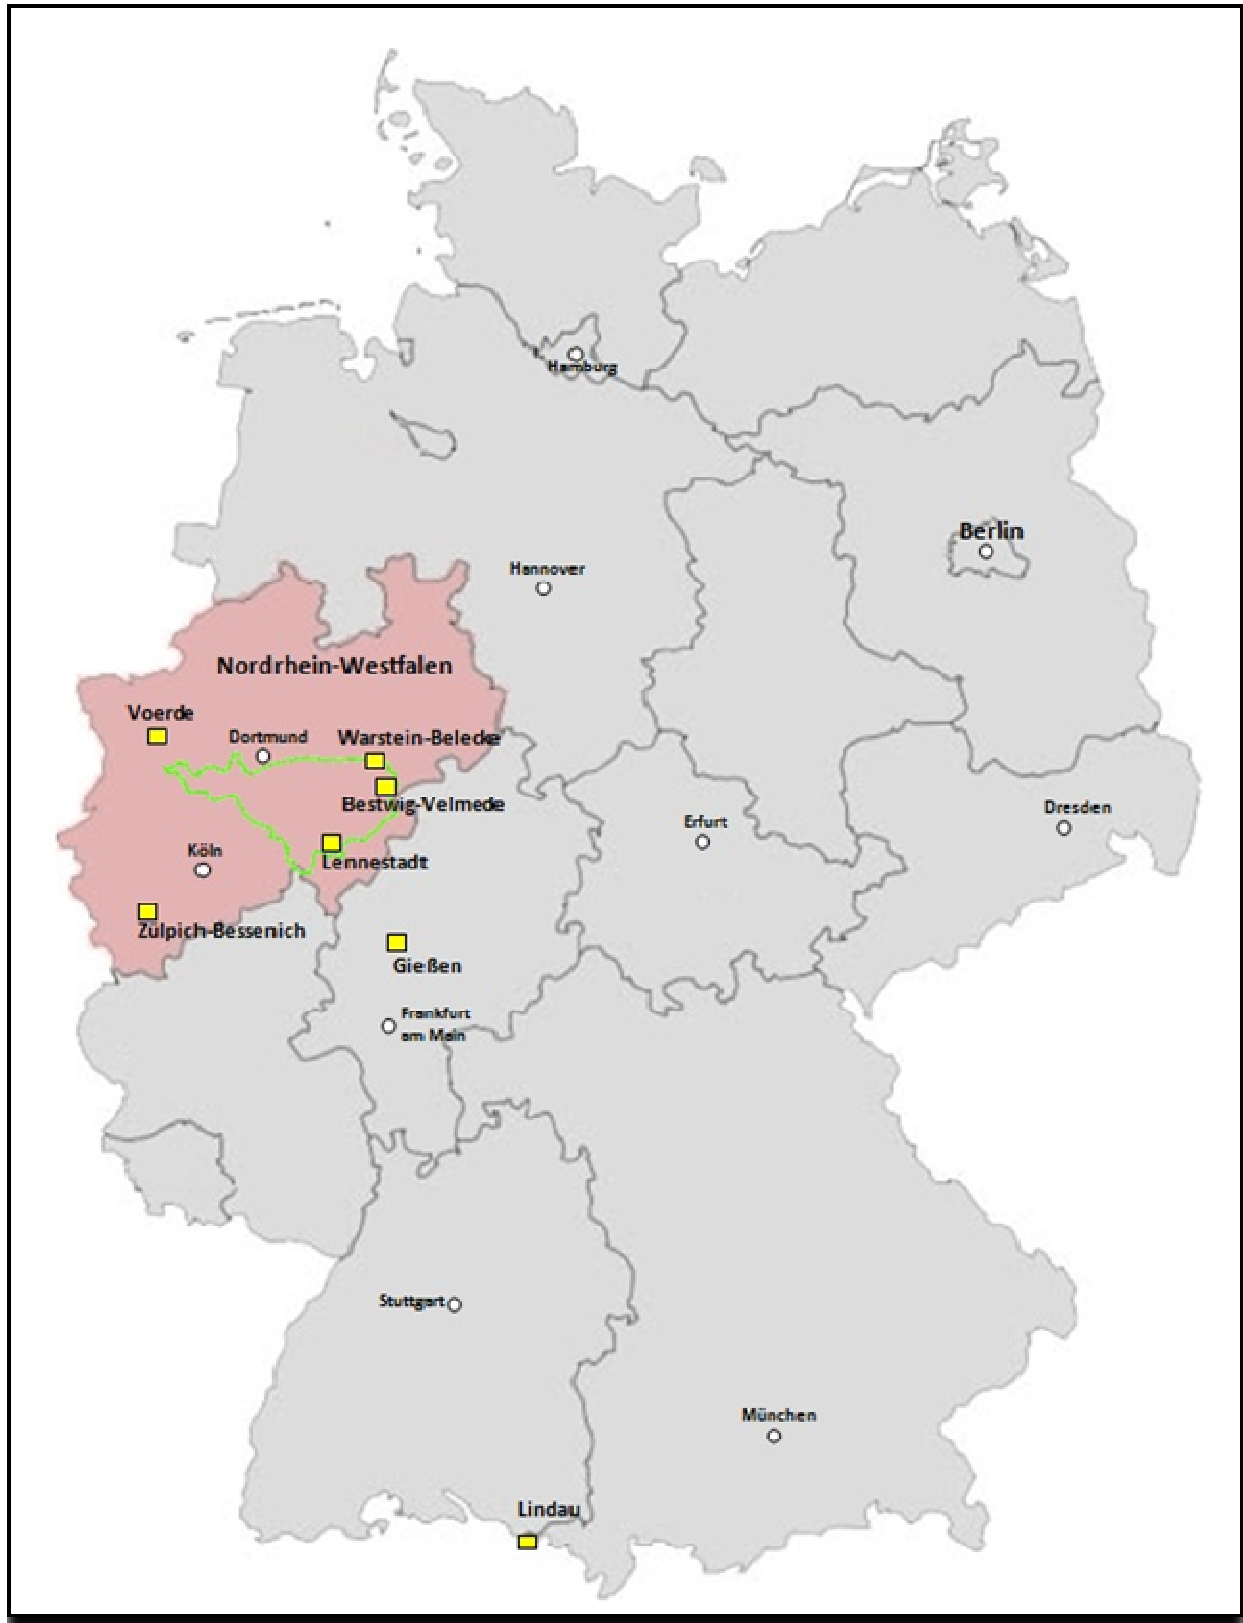 Hamburg
Berlin
Hannover
Nordrhein-Westfalen
Voerde
Dortmund
Warstein-Belecke
Bestwig-Velmede
Dresden
Erfurt
Köln
Lennestadt
Zülpich-Bessenich
Gießen
Frankfurt
am Main
Stuttgart
München
Lindau